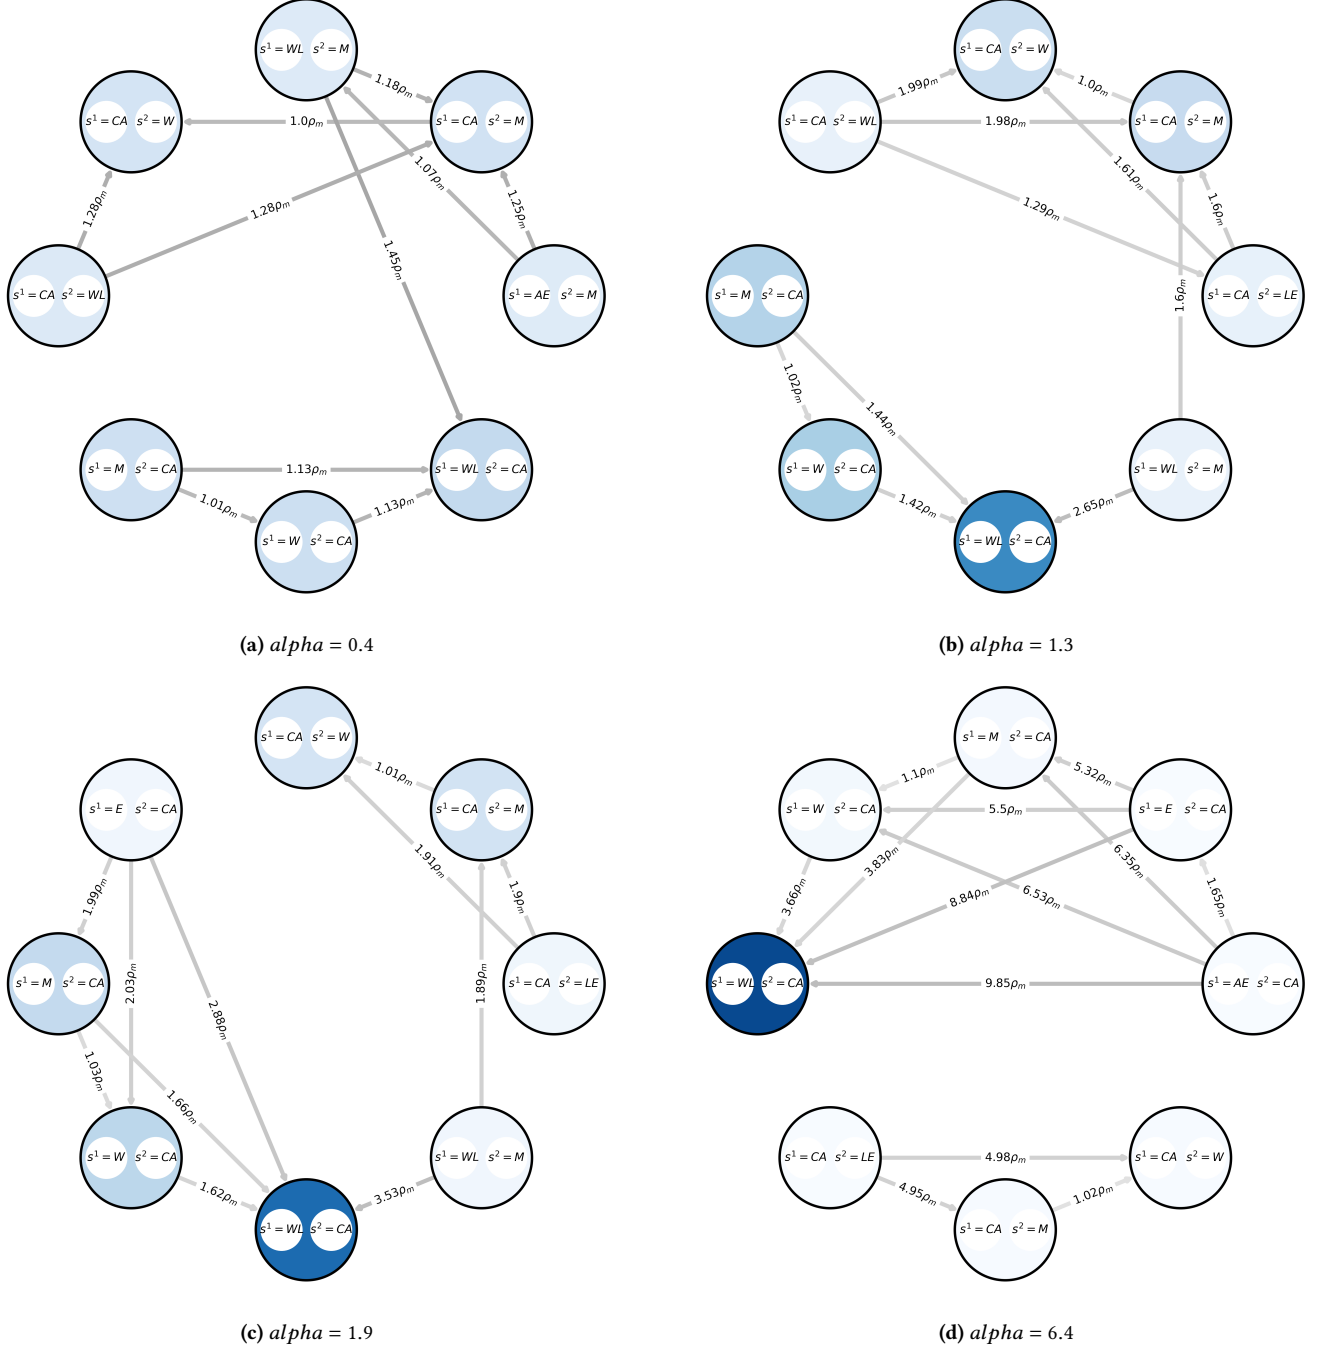 s¹ = WL s² = M
1.18ρₘ
s¹ = CA s² = W
1.0ρₘ
s¹ = CA s² = M
1.07ρₘ
1.28ρₘ
1.28ρₘ
1.25ρₘ
1.45ρₘ
s¹ = CA s² = WL
s¹ = AE s² = M
s¹ = M s² = CA
1.13ρₘ
s¹ = WL s² = CA
1.01ρₘ
1.13ρₘ
s¹ = W s² = CA
(a) alpha = 0.4
s¹ = CA s² = W
1.99ρₘ
1.0ρₘ
s¹ = CA s² = WL
1.98ρₘ
s¹ = CA s² = M
1.61ρₘ
1.29ρₘ
1.6ρₘ
s¹ = M s² = CA
1.6ρₘ
s¹ = CA s² = LE
1.02ρₘ
1.44ρₘ
s¹ = W s² = CA
s¹ = WL s² = M
1.42ρₘ
2.65ρₘ
s¹ = WL s² = CA
(b) alpha = 1.3
s¹ = CA s² = W
1.01ρₘ
s¹ = E s² = CA
s¹ = CA s² = M
1.91ρₘ
1.99ρₘ
1.9ρₘ
s¹ = M s² = CA
2.03ρₘ
2.88ρₘ
1.89ρₘ
s¹ = CA s² = LE
1.03ρₘ
1.66ρₘ
s¹ = W s² = CA
s¹ = WL s² = M
1.62ρₘ
3.53ρₘ
s¹ = WL s² = CA
(c) alpha = 1.9
s¹ = M s² = CA
1.1ρₘ
5.32ρₘ
s¹ = W s² = CA
5.5ρₘ
s¹ = E s² = CA
3.83ρₘ
6.35ρₘ
3.66ρₘ
8.84ρₘ
6.53ρₘ
1.65ρₘ
s¹ = WL s² = CA
9.85ρₘ
s¹ = AE s² = CA
s¹ = CA s² = LE
4.98ρₘ
s¹ = CA s² = W
4.95ρₘ
1.02ρₘ
s¹ = CA s² = M
(d) alpha = 6.4